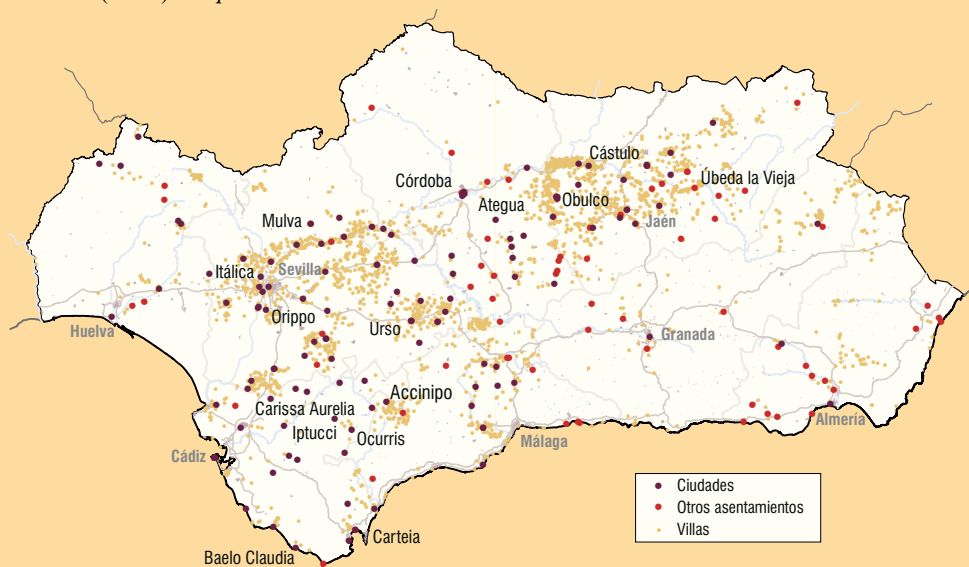 Cástulo
Córdoba
Úbeda la Vieja
Ategua
Obulco
Mulva
Jaén
Itálica
Sevilla
Orippo
Huelva
Urso
Granada
Accinipo
Carissa Aurelia
Almería
Iptucci
Ocurris
Málaga
Cádiz
Ciudades
Otros asentamientos
Villas
Carteia
Baelo Claudia